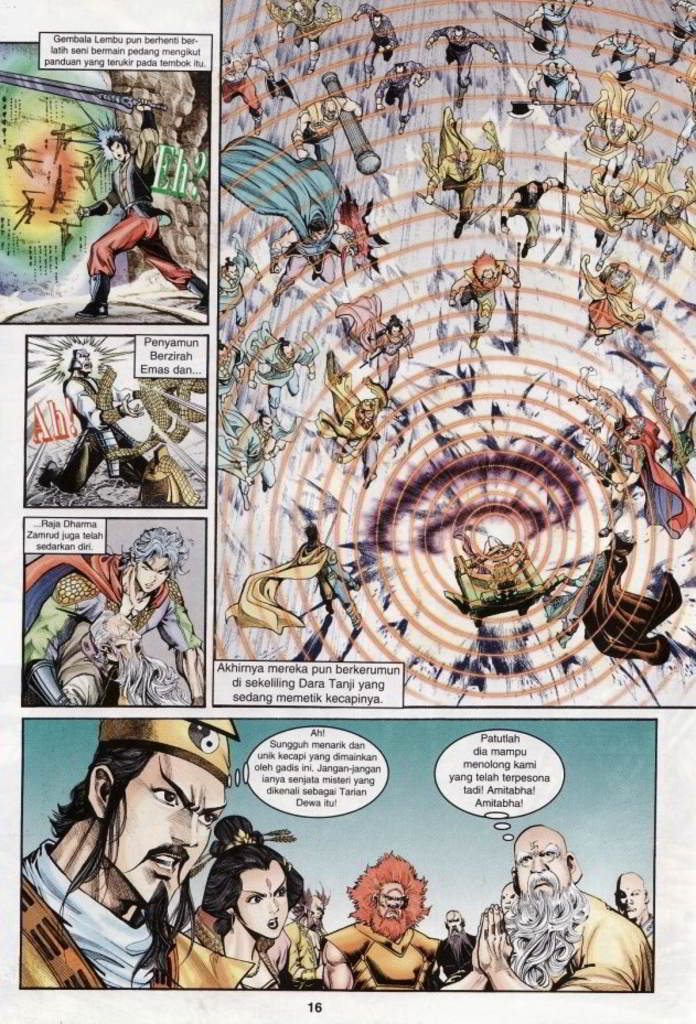 Gembala Lembu pun berhenti ber-
latih seni bermain pedang mengikut
panduan yang terukir pada tembok itu.
Eh?
Penyamun
Berzirah
Emas dan...
Ah!
...Raja Dharma
Zamrud juga telah
sedarkan diri.
Akhirnya mereka pun berkerumun
di sekeliling Dara Tanji yang
sedang memetik kecapinya.
Ah!
Sungguh menarik dan
unik kecapi yang dimainkan
oleh gadis ini. Jangan-jangan
ianya senjata misteri yang
dikenali sebagai Tarian
Dewa itu!
Patutlah
dia mampu
menolong kami
yang telah terpesona
tadi! Amitabha!
Amitabha!
16